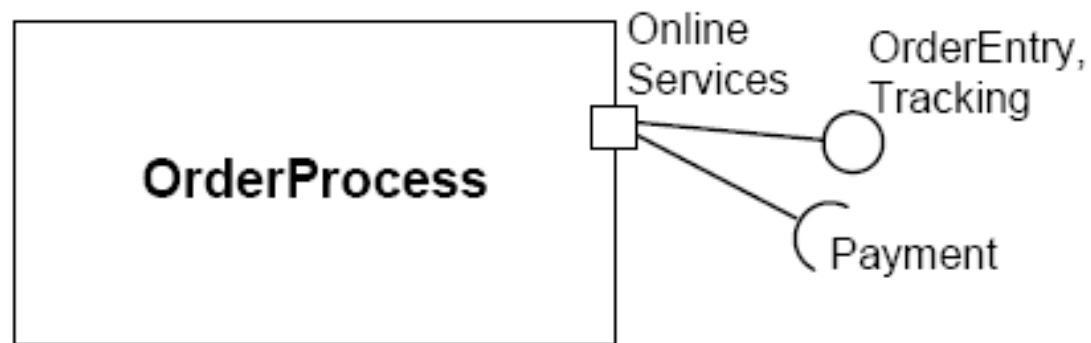 Online
Services
OrderEntry,
Tracking
OrderProcess
Payment